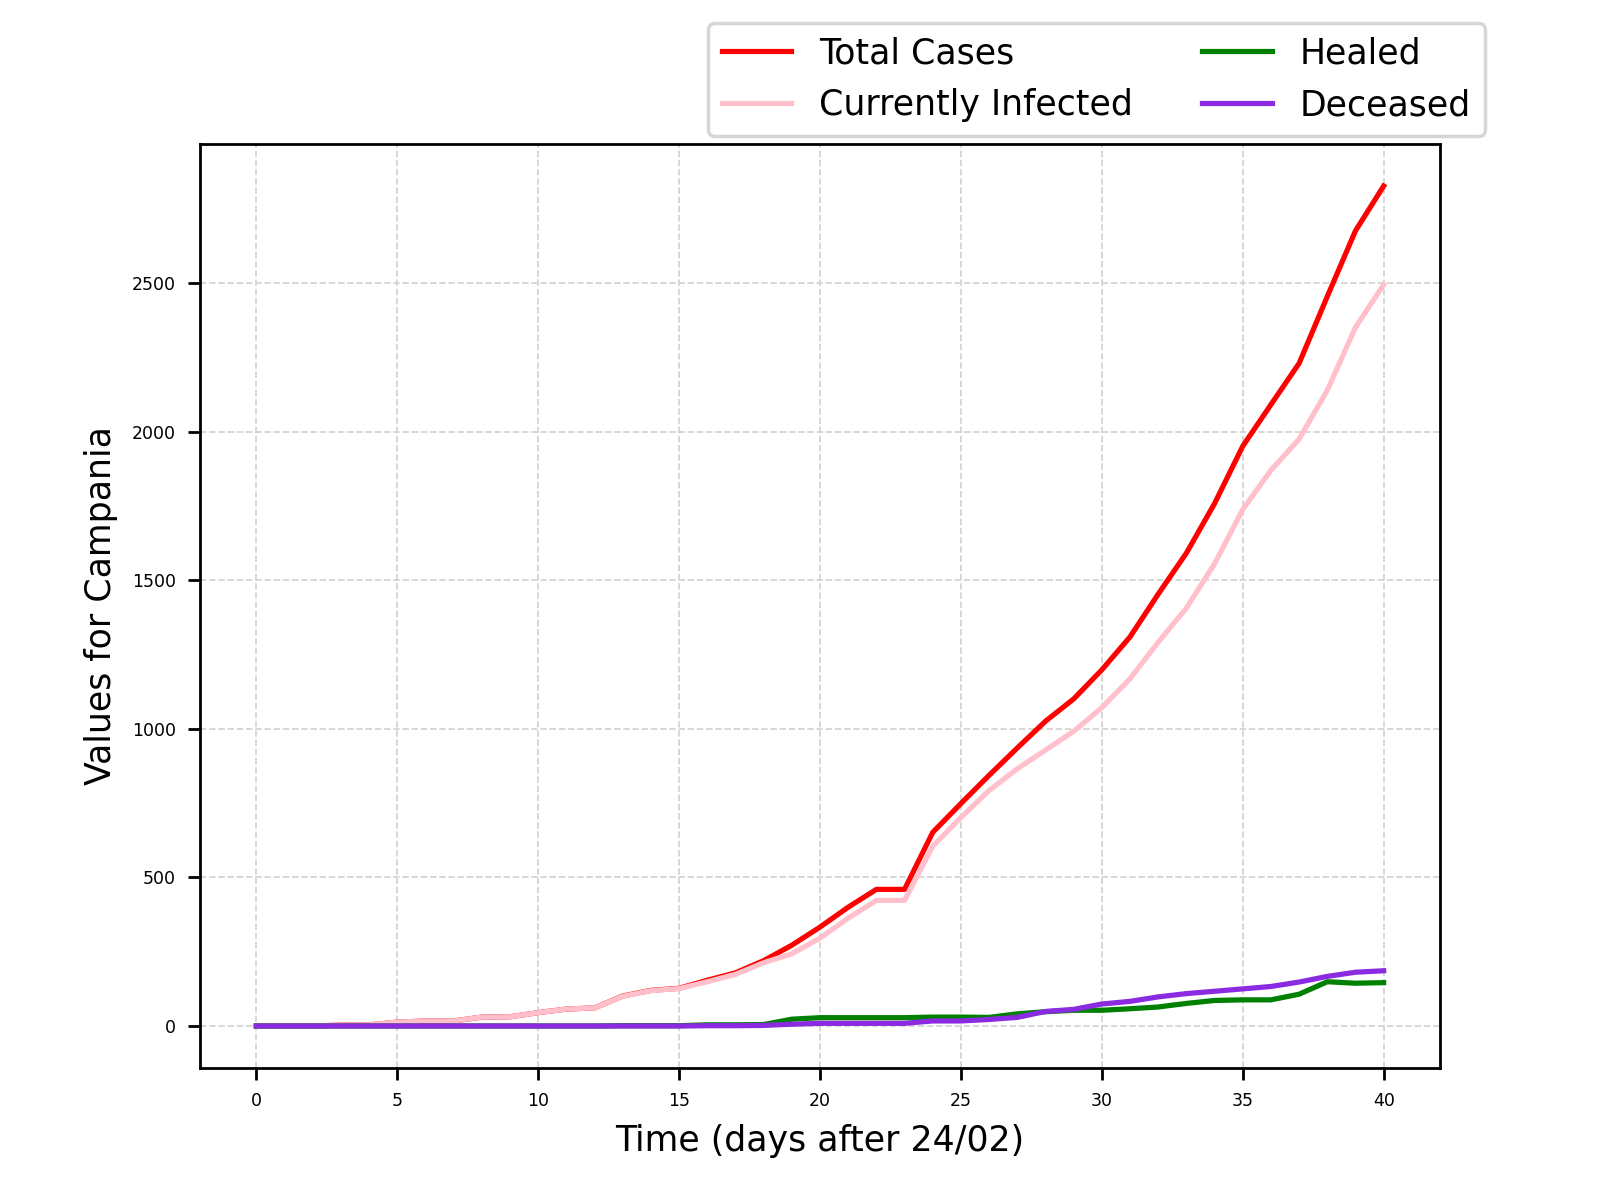 Total Cases
Currently Infected
Healed
Deceased
Values for Campania
2500
2000
1500
1000
500
0
0 5 10 15 20 25 30 35 40
Time (days after 24/02)